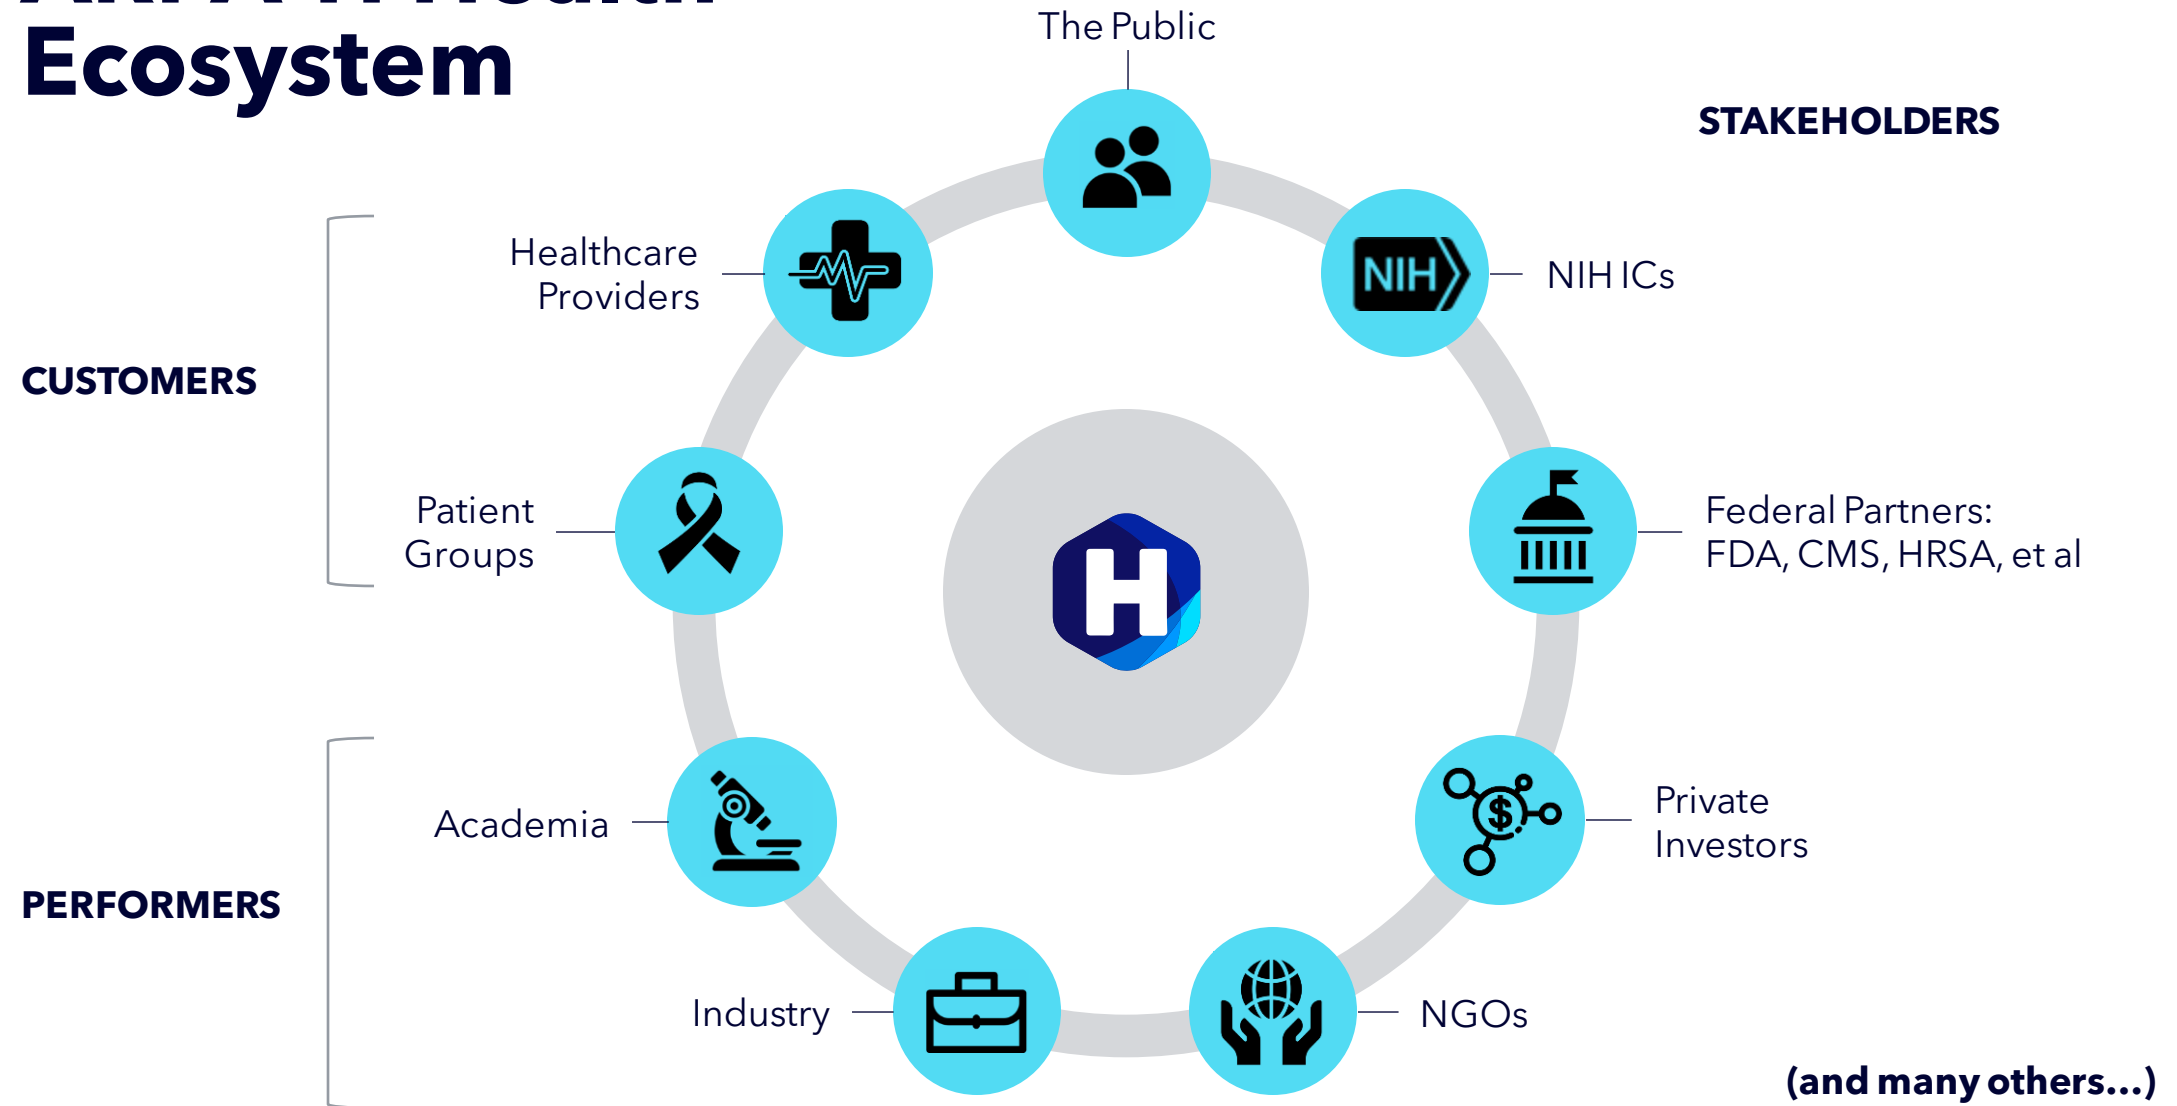 Ecosystem
The Public
STAKEHOLDERS
Healthcare
Providers
NIH
NIH ICs
CUSTOMERS
Patient
Groups
Federal Partners:
FDA, CMS, HRSA, et al
H
Academia
$
Private
Investors
PERFORMERS
Industry
NGOs
(and many others...)